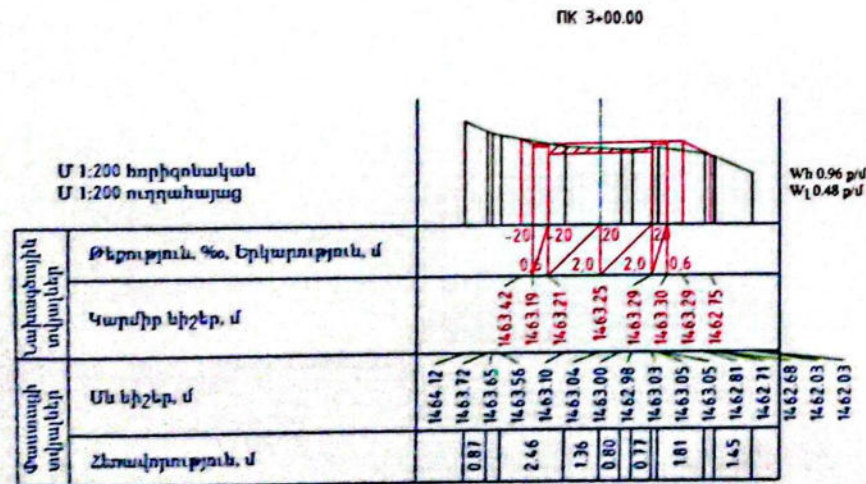 ПК 3+00.00
Մ 1:200 հորիզոնական
Մ 1:200 ուղղահայաց
Wh 0.96 ք/մ
Wլ 0.48 ք/մ
Նախագծային տվյալներ
Թեքություն, ‰, Երկարություն, մ
-20 -20 20 20
0,6 2,0 2,0 0,6
Կարմիր նիշեր, մ
1463.42 1463.19 1463.21 1463.25 1463.29 1463.30 1463.29 1462.75
Փաստացի տվյալներ
Սև նիշեր, մ
1464.12 1463.72 1463.65 1463.56 1463.10 1463.04 1463.00 1462.98 1463.03 1463.05 1463.05 1462.81 1462.71 1462.68 1462.03 1462.03
Հեռավորություն, մ
0.87 2.46 1.36 0.80 0.77 1.81 1.45